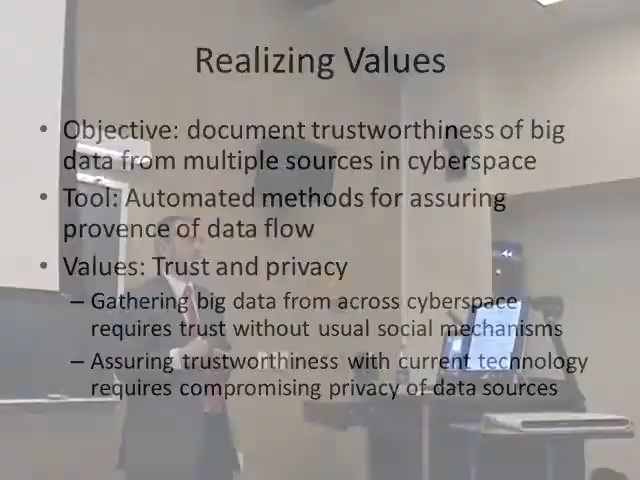 Realizing Values
• Objective: document trustworthiness of big
data from multiple sources in cyberspace
• Tool: Automated methods for assuring
provence of data flow
• Values: Trust and privacy
– Gathering big data from across cyberspace
requires trust without usual social mechanisms
– Assuring trustworthiness with current technology
requires compromising privacy of data sources